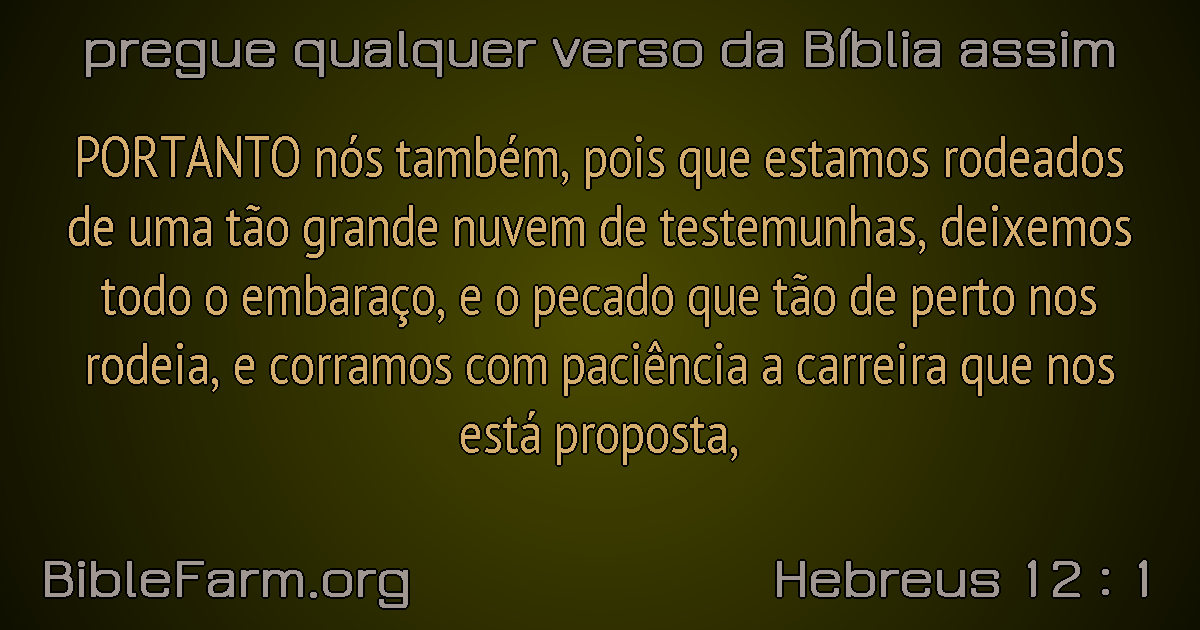 pregue qualquer verso da Bíblia assim
PORTANTO nós também, pois que estamos rodeados
de uma tão grande nuvem de testemunhas, deixemos
todo o embaraço, e o pecado que tão de perto nos
rodeia, e corramos com paciência a carreira que nos
está proposta,
BibleFarm.org
Hebreus 12 : 1